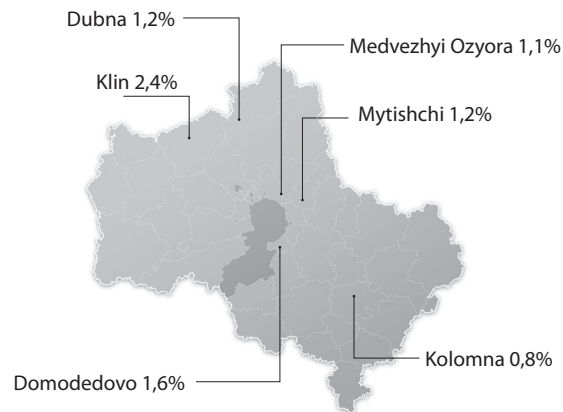 Dubna 1,2%
Medvezhyi Ozyora 1,1%
Klin 2,4%
Mytishchi 1,2%
Kolomna 0,8%
Domodedovo 1,6%